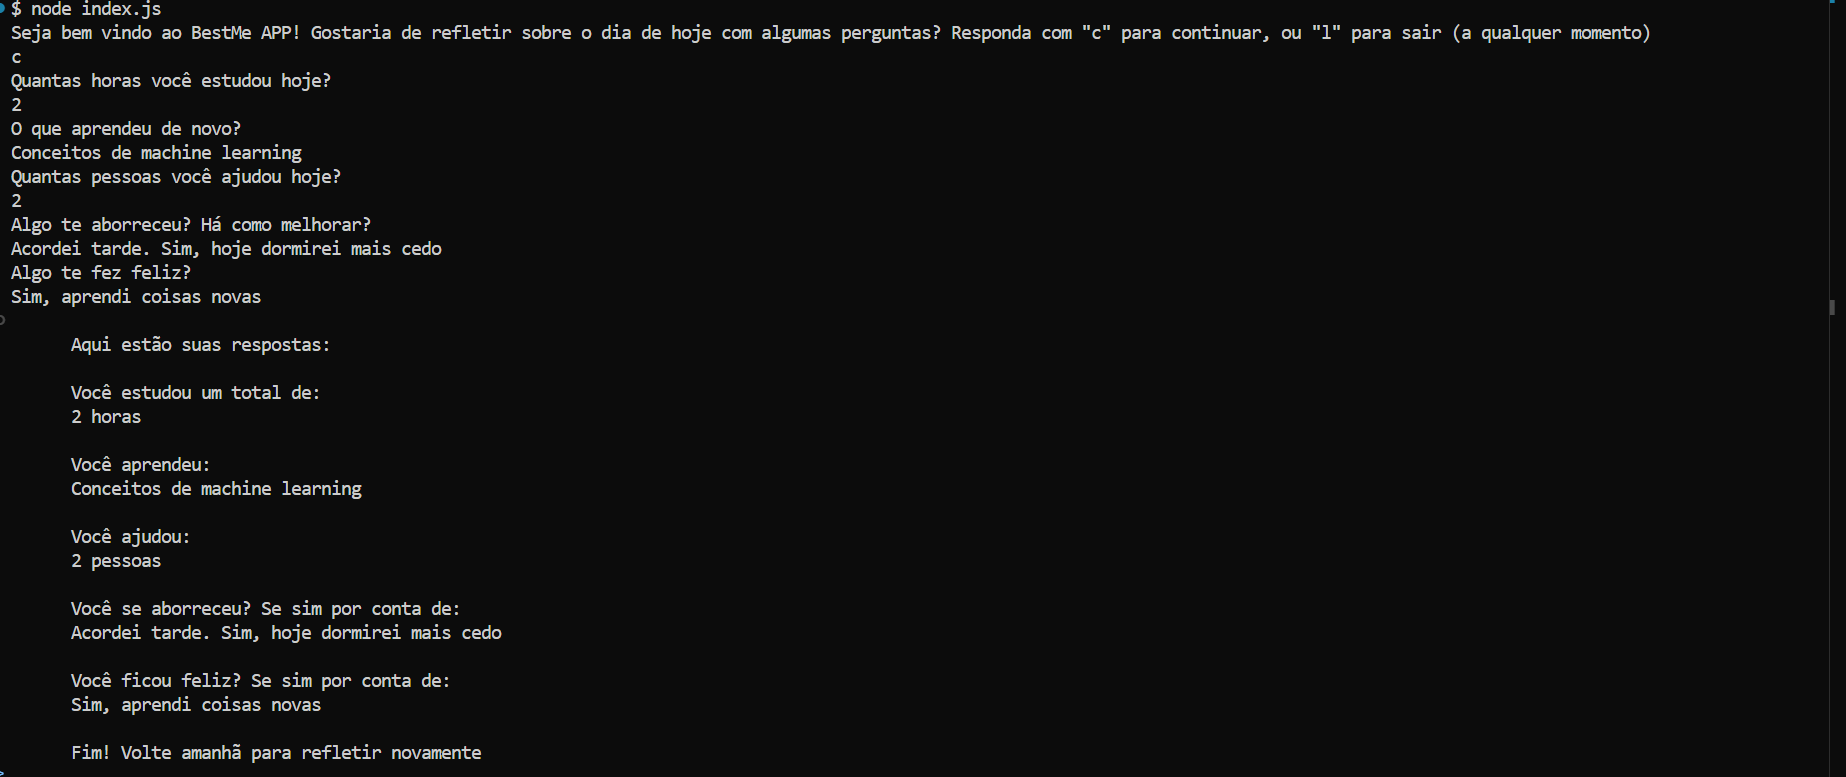 $ node index.js
Seja bem vindo ao BestMe APP! Gostaria de refletir sobre o dia de hoje com algumas perguntas? Responda com "c" para continuar, ou "l" para sair (a qualquer momento)
c
Quantas horas você estudou hoje?
2
O que aprendeu de novo?
Conceitos de machine learning
Quantas pessoas você ajudou hoje?
2
Algo te aborreceu? Há como melhorar?
Acordei tarde. Sim, hoje dormirei mais cedo
Algo te fez feliz?
Sim, aprendi coisas novas
Aqui estão suas respostas:
Você estudou um total de:
2 horas
Você aprendeu:
Conceitos de machine learning
Você ajudou:
2 pessoas
Você se aborreceu? Se sim por conta de:
Acordei tarde. Sim, hoje dormirei mais cedo
Você ficou feliz? Se sim por conta de:
Sim, aprendi coisas novas
Fim! Volte amanhã para refletir novamente